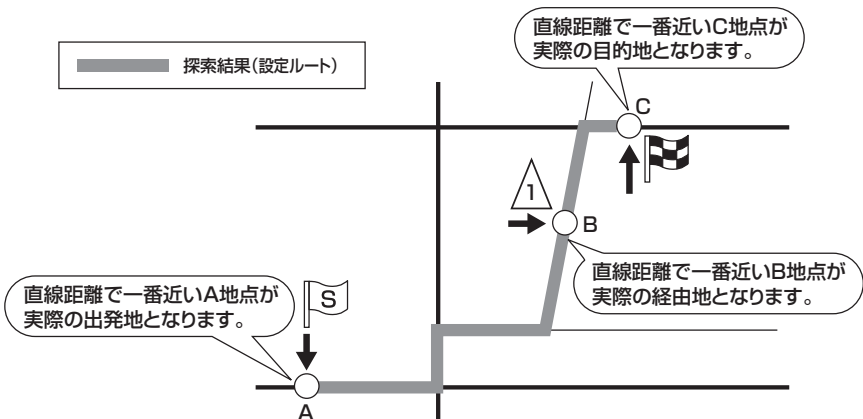 直線距離で一番近いC地点が
実際の目的地となります。
探索結果(設定ルート)
C
1
B
直線距離で一番近いB地点が
実際の経由地となります。
直線距離で一番近いA地点が
実際の出発地となります。
S
A